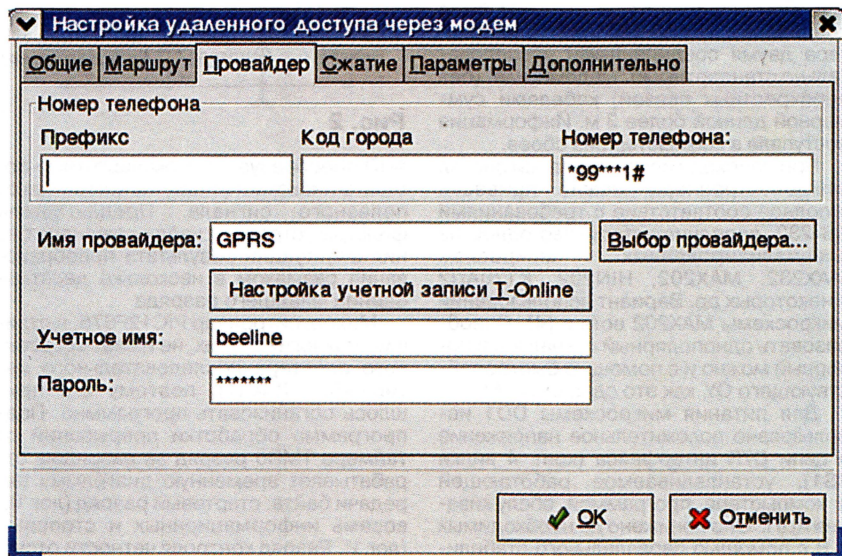 Настройка удаленного доступа через модем
Общие Маршрут Провайдер Сжатие Параметры Дополнительно
Номер телефона
Префикс Код города Номер телефона:
*99***1#
Имя провайдера: GPRS Выбор провайдера...
Настройка учетной записи T-Online
Учетное имя: beeline
Пароль: *******
OK Отменить